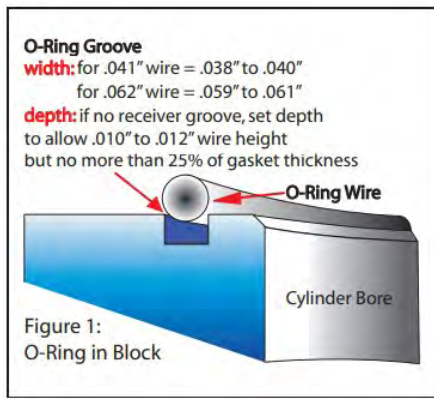 O-Ring Groove
width: for .041” wire = .038” to .040”
for .062” wire = .059” to .061”
depth: if no receiver groove, set depth
to allow .010” to .012” wire height
but no more than 25% of gasket thickness
O-Ring Wire
Cylinder Bore
Figure 1:
O-Ring in Block